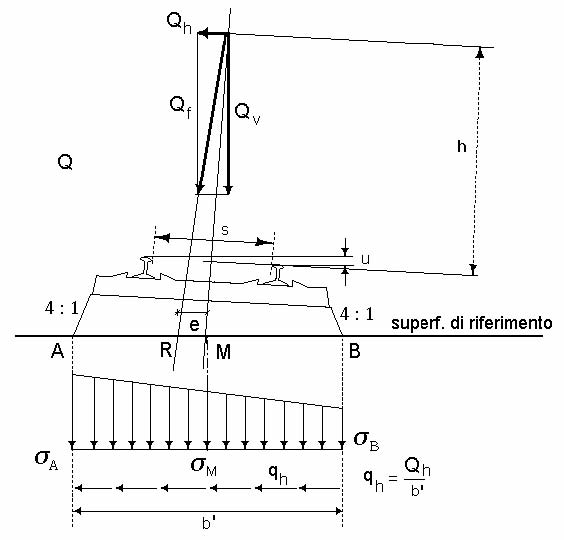 Qh
Qf
Qv
h
Q
s
u
4 : 1
4 : 1
e
superf. di riferimento
A
R
M
B
σA
σM
σB
qh
qh = Qh / b'
b'